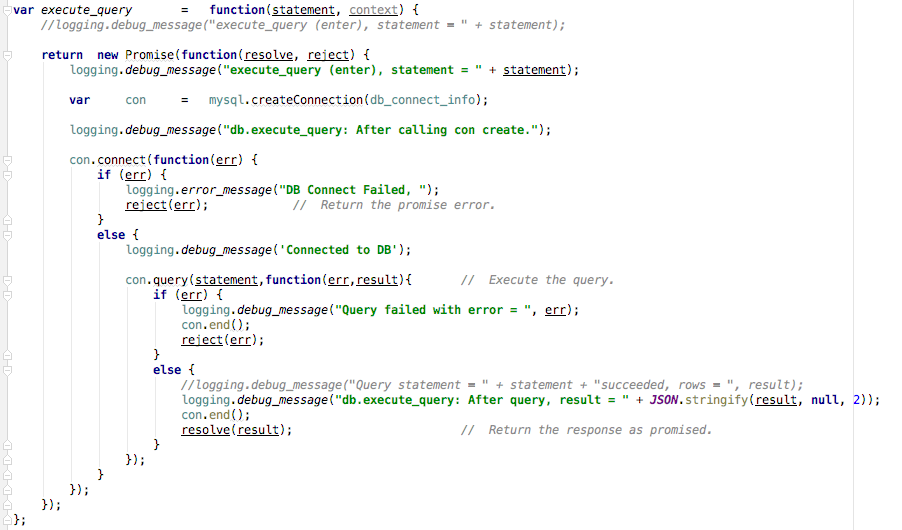 var execute_query       =   function(statement, context) {
    //logging.debug_message("execute_query (enter), statement = " + statement);
    return  new Promise(function(resolve, reject) {
        logging.debug_message("execute_query (enter), statement = " + statement);
        var     con     =   mysql.createConnection(db_connect_info);
        logging.debug_message("db.execute_query: After calling con create.");
        con.connect(function(err) {
            if (err) {
                logging.error_message("DB Connect Failed, ");
                reject(err);            //  Return the promise error.
            }
            else {
                logging.debug_message('Connected to DB');
                con.query(statement,function(err,result){       //  Execute the query.
                    if (err) {
                        logging.debug_message("Query failed with error = ", err);
                        con.end();
                        reject(err);
                    }
                    else {
                        //logging.debug_message("Query statement = " + statement + "succeeded, rows = ", result);
                        logging.debug_message("db.execute_query: After query, result = " + JSON.stringify(result, null, 2));
                        con.end();
                        resolve(result);                        //  Return the response as promised.
                    }
                });
            }
        });
    });
};